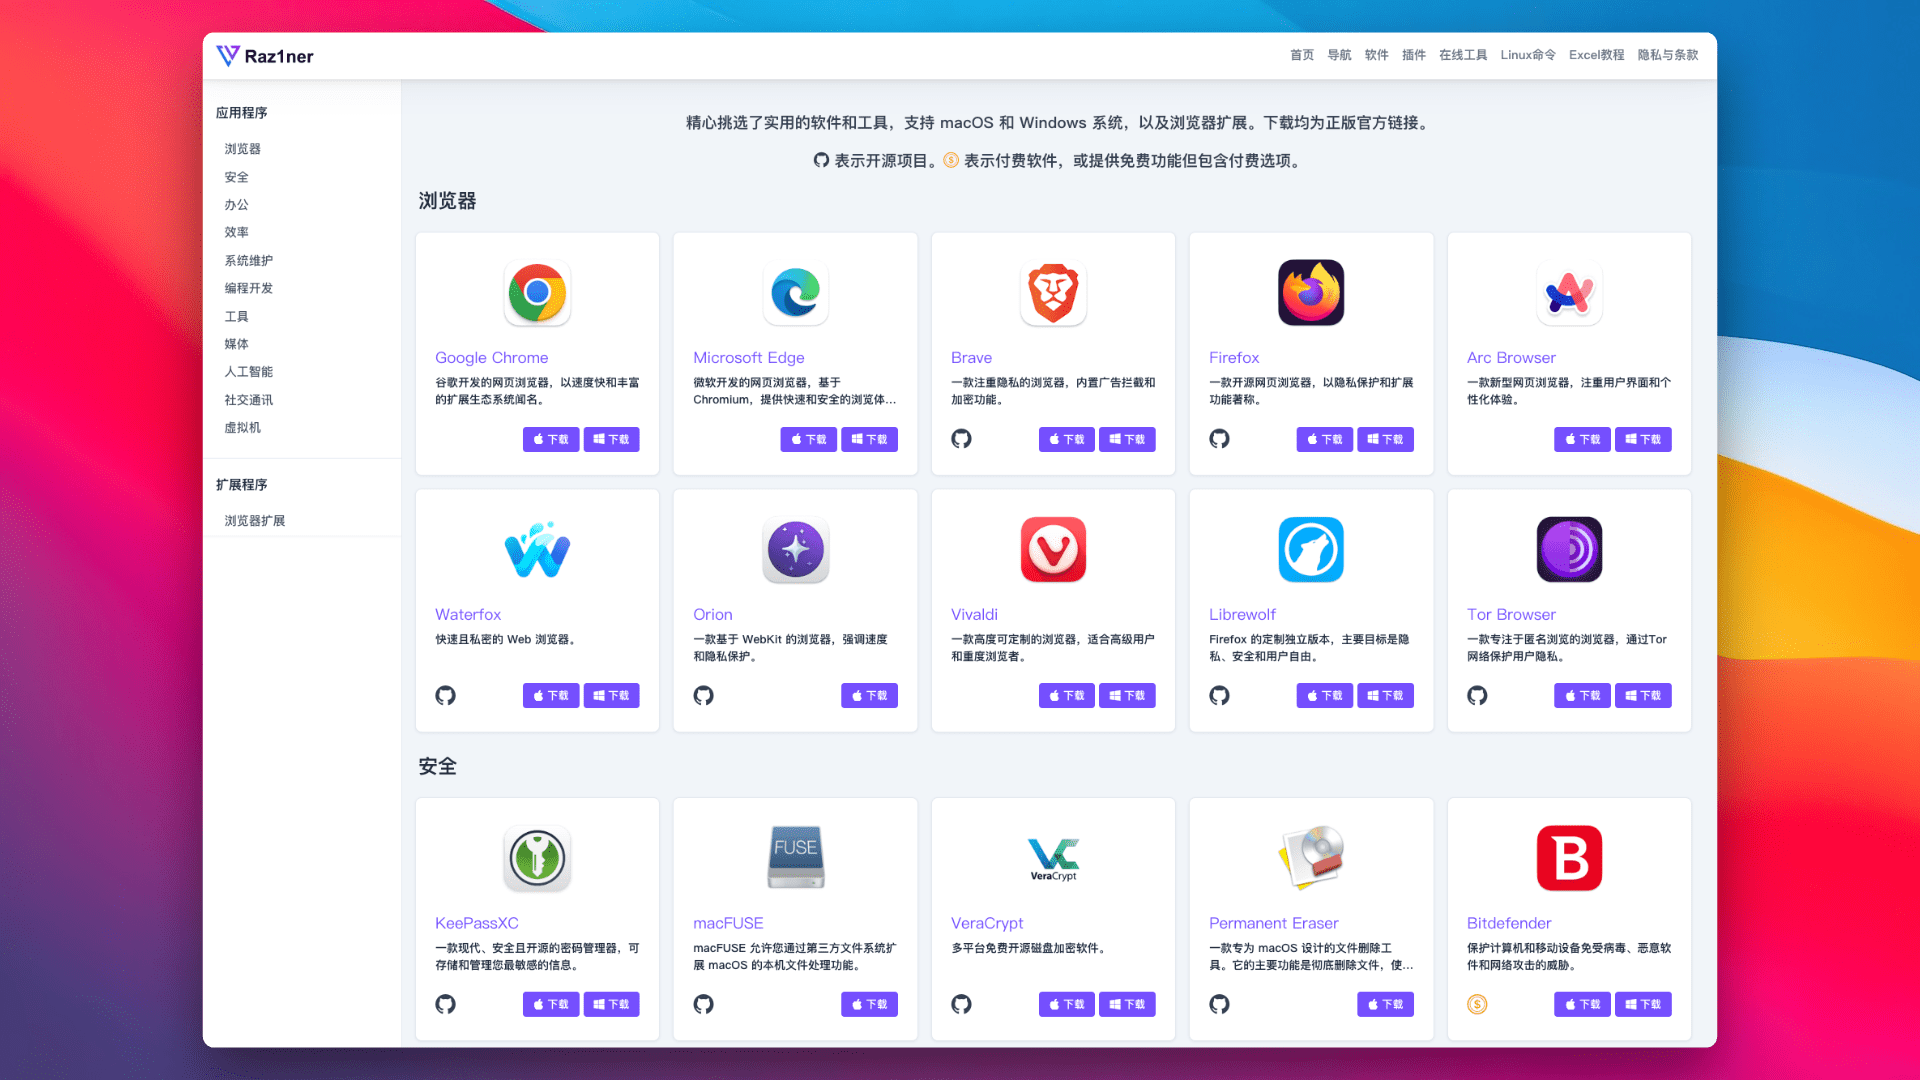 Raz1ner
首页 导航 软件 插件 在线工具 Linux命令 Excel教程 隐私与条款
应用程序
浏览器
安全
办公
效率
系统维护
编程开发
工具
媒体
人工智能
社交通讯
虚拟机
扩展程序
浏览器扩展
精心挑选了实用的软件和工具，支持 macOS 和 Windows 系统，以及浏览器扩展。下载均为正版官方链接。
表示开源项目。 表示付费软件，或提供免费功能但包含付费选项。
浏览器
Google Chrome
谷歌开发的网页浏览器，以速度快和丰富
的扩展生态系统闻名。
下载 下载
Microsoft Edge
微软开发的网页浏览器，基于
Chromium，提供快速和安全的浏览体...
下载 下载
Brave
一款注重隐私的浏览器，内置广告拦截和
加密功能。
下载 下载
Firefox
一款开源网页浏览器，以隐私保护和扩展
功能著称。
下载 下载
Arc Browser
一款新型网页浏览器，注重用户界面和个
性化体验。
下载 下载
Waterfox
快速且私密的 Web 浏览器。
下载 下载
Orion
一款基于 WebKit 的浏览器，强调速度
和隐私保护。
下载
Vivaldi
一款高度可定制的浏览器，适合高级用户
和重度浏览者。
下载 下载
Librewolf
Firefox 的定制独立版本，主要目标是隐
私、安全和用户自由。
下载 下载
Tor Browser
一款专注于匿名浏览的浏览器，通过Tor
网络保护用户隐私。
下载 下载
安全
KeePassXC
一款现代、安全且开源的密码管理器，可
存储和管理您最敏感的信息。
下载 下载
FUSE
macFUSE
macFUSE 允许您通过第三方文件系统扩
展 macOS 的本机文件处理功能。
下载
VeraCrypt
VeraCrypt
多平台免费开源磁盘加密软件。
下载 下载
Permanent Eraser
一款专为 macOS 设计的文件删除工
具。它的主要功能是彻底删除文件，使...
下载
B
Bitdefender
保护计算机和移动设备免受病毒、恶意软
件和网络攻击的威胁。
下载 下载